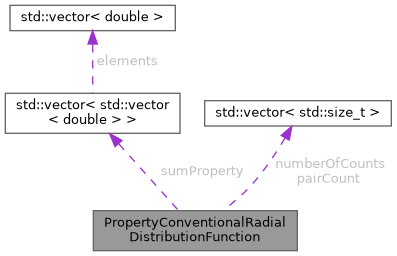 std::vector< double >
elements
std::vector< std::vector
< double > >
std::vector< std::size_t >
sumProperty
numberOfCounts
pairCount
PropertyConventionalRadial
DistributionFunction